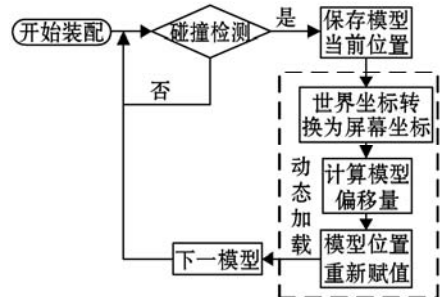 开始装配
碰撞检测
是
保存模型
当前位置
否
世界坐标转
换为屏幕坐标
动态加载
计算模型
偏移量
模型位置
重新赋值
下一模型